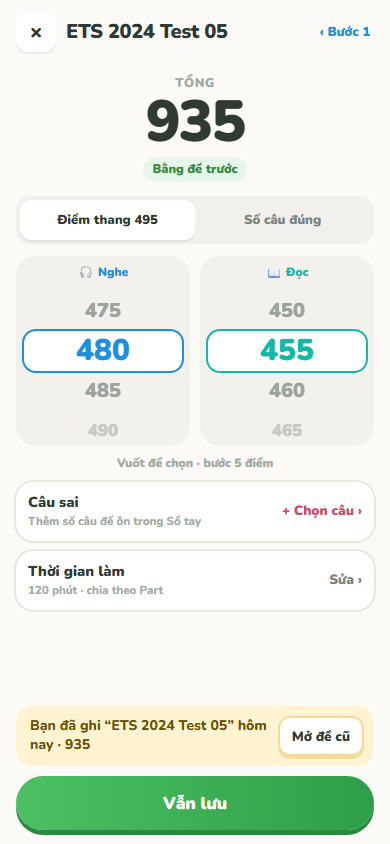 × ETS 2024 Test 05 ‹ Bước 1
TỔNG
935
Bằng đề trước
Điểm thang 495 Số câu đúng
🎧 Nghe 📖 Đọc
475 450
480 455
485 460
490 465
Vuốt để chọn · bước 5 điểm
Câu sai
Thêm số câu để ôn trong Sổ tay
+ Chọn câu ›
Thời gian làm
120 phút · chia theo Part
Sửa ›
Bạn đã ghi “ETS 2024 Test 05” hôm
nay · 935
Mở đề cũ
Vẫn lưu